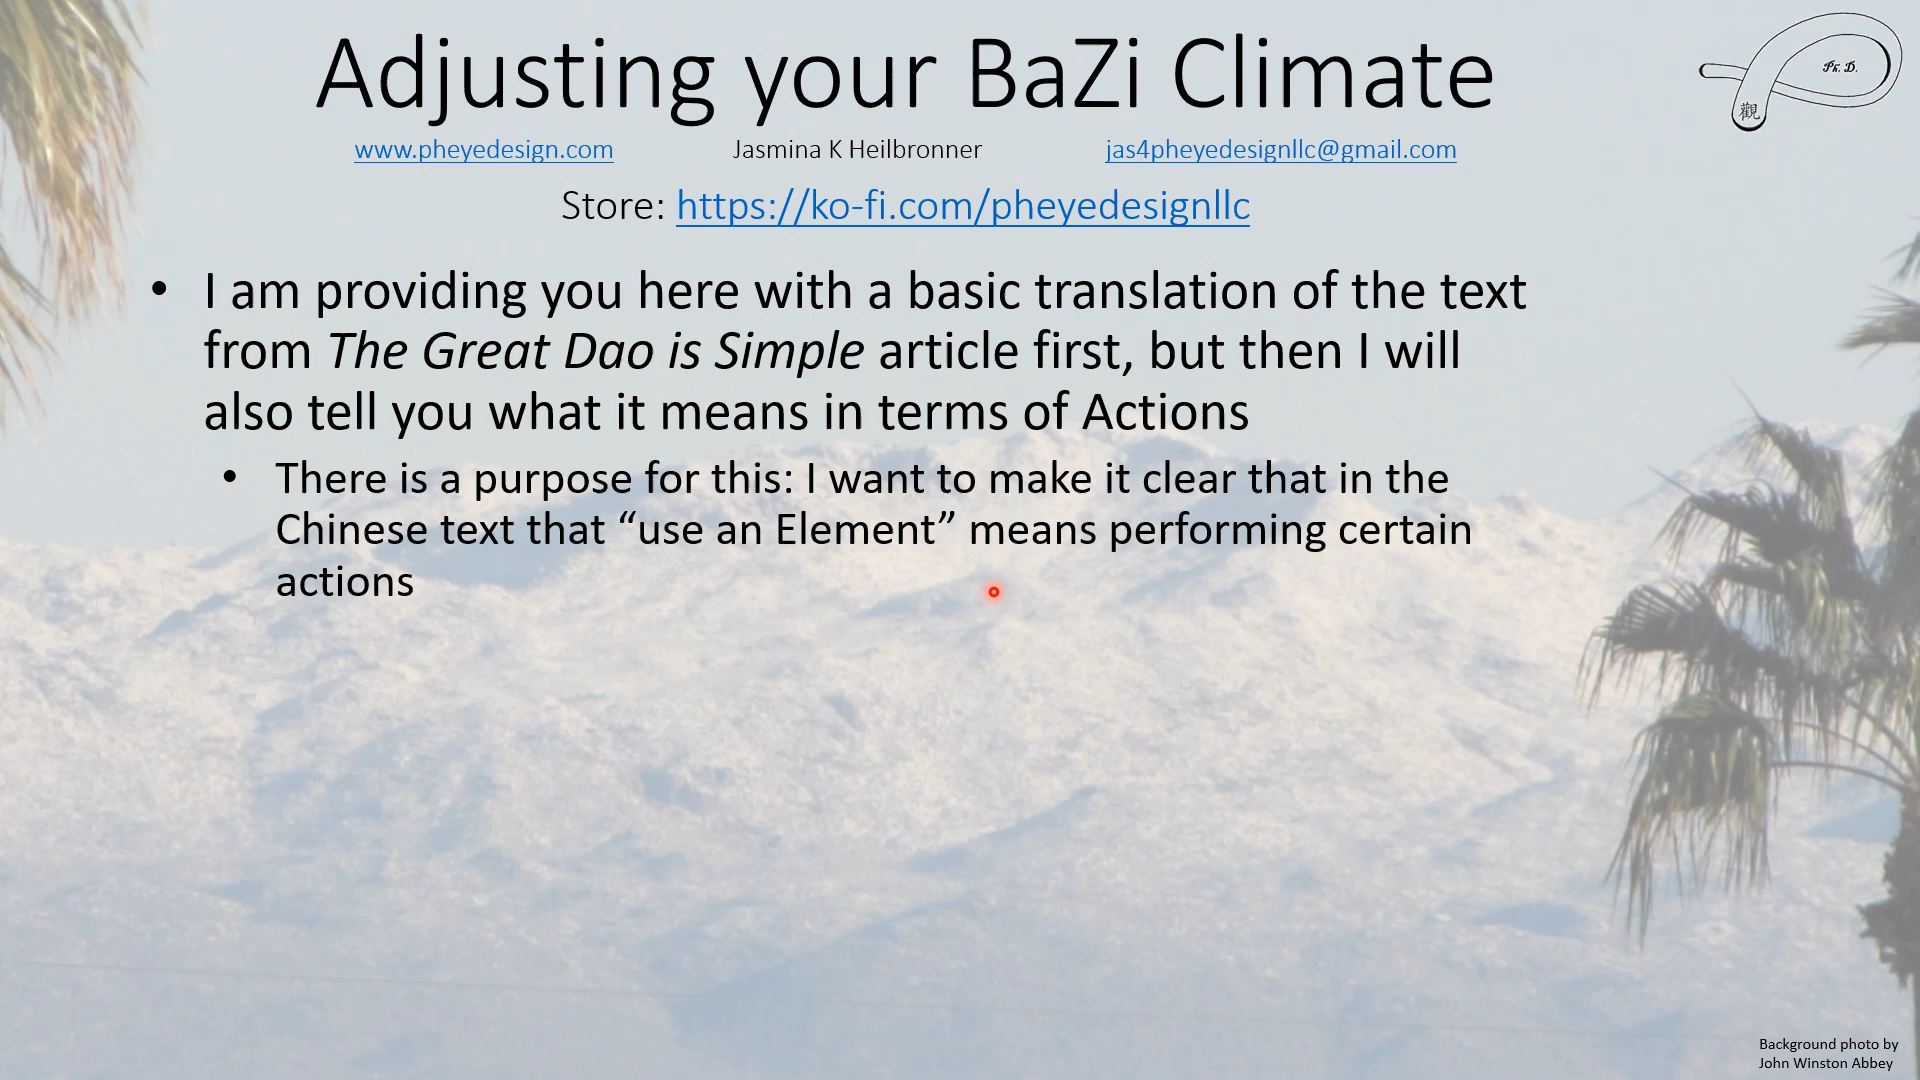 Adjusting your BaZi Climate
Ph. D.
觀
www.pheyedesign.com Jasmina K Heilbronner jas4pheyedesignllc@gmail.com
Store: https://ko-fi.com/pheyedesignllc
• I am providing you here with a basic translation of the text
from The Great Dao is Simple article first, but then I will
also tell you what it means in terms of Actions
• There is a purpose for this: I want to make it clear that in the
Chinese text that “use an Element” means performing certain
actions
Background photo by
John Winston Abbey